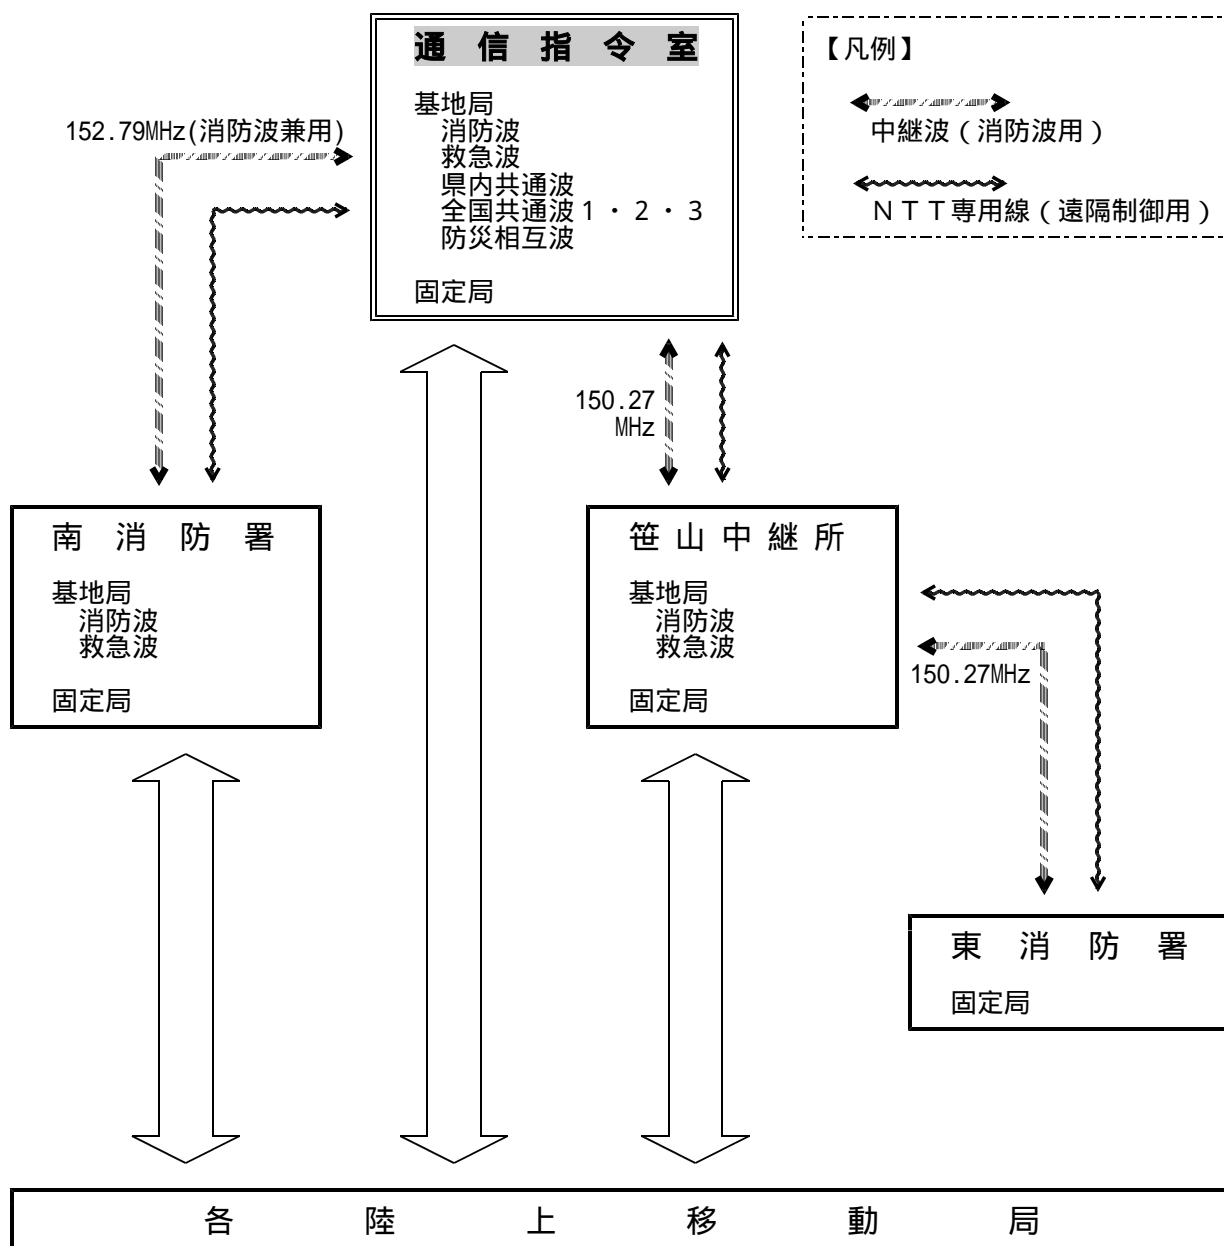 通信指令室
基地局
消防波
救急波
県内共通波
全国共通波1・2・3
防災相互波
固定局
【凡例】
中継波(消防波用)
NTT専用線(遠隔制御用)
152.79MHz(消防波兼用)
150.27
MHz
南消防署
基地局
消防波
救急波
固定局
笹山中継所
基地局
消防波
救急波
固定局
150.27MHz
東消防署
固定局
各陸上移動局